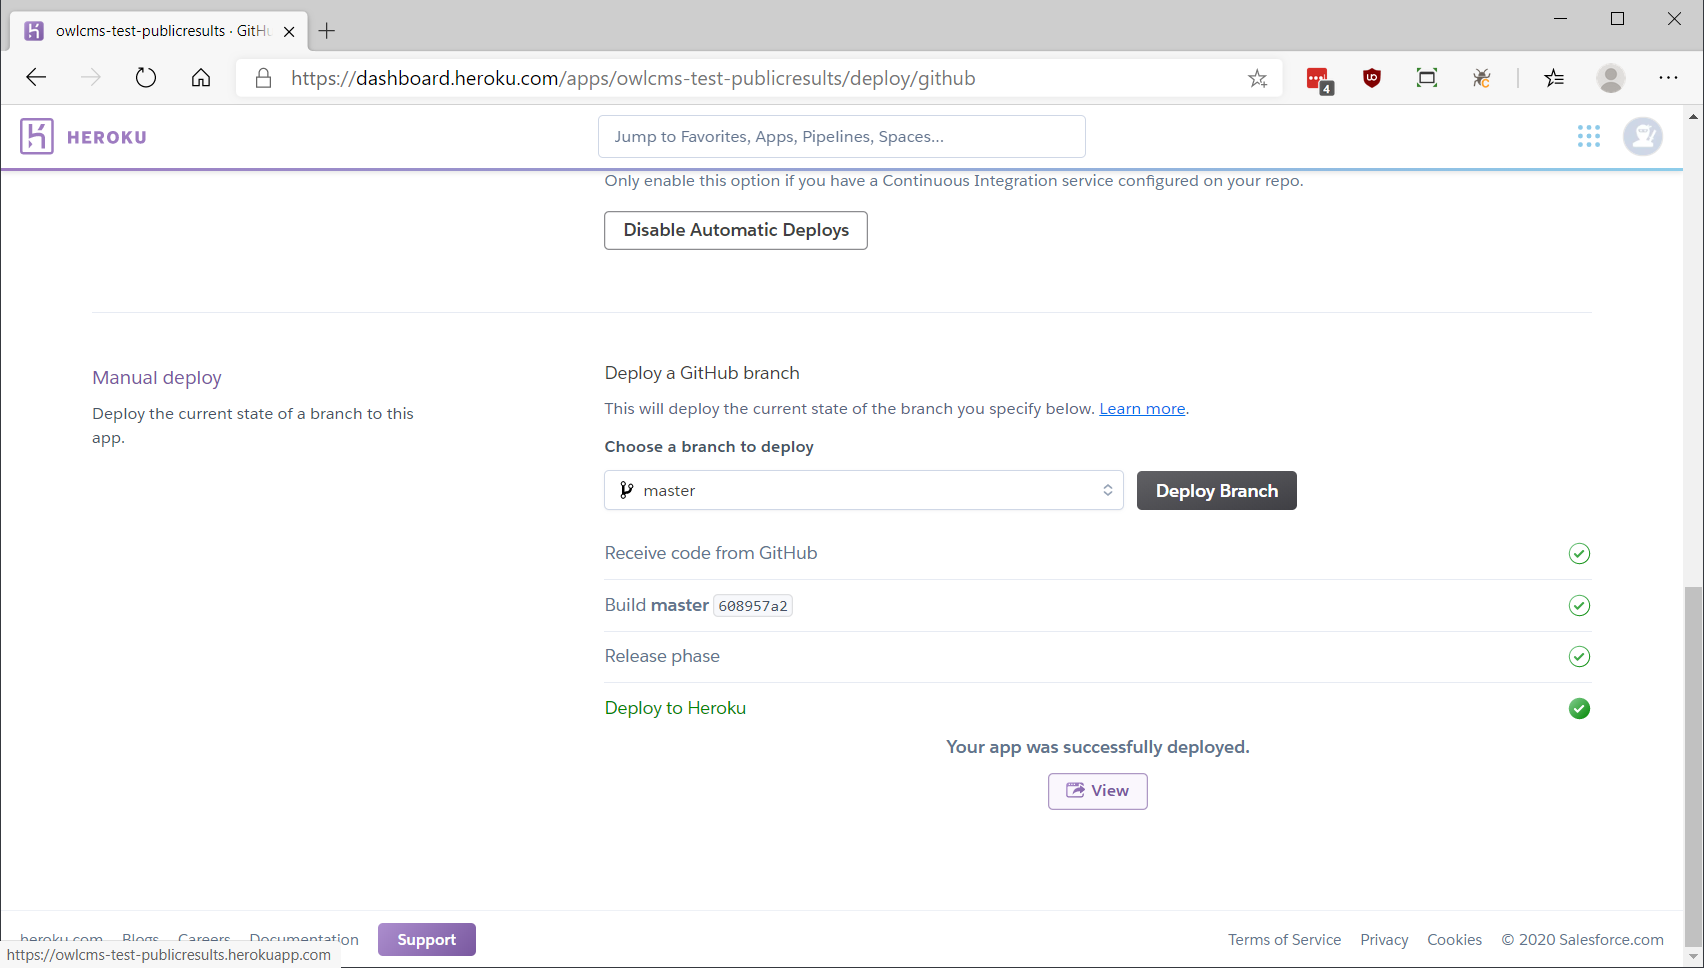 owlcms-test-publicresults · GitHu
https://dashboard.heroku.com/apps/owlcms-test-publicresults/deploy/github
4
HEROKU
Jump to Favorites, Apps, Pipelines, Spaces...
Only enable this option if you have a Continuous Integration service configured on your repo.
Disable Automatic Deploys
Manual deploy
Deploy the current state of a branch to this
app.
Deploy a GitHub branch
This will deploy the current state of the branch you specify below. Learn more.
Choose a branch to deploy
master
Deploy Branch
Receive code from GitHub
Build master 608957a2
Release phase
Deploy to Heroku
Your app was successfully deployed.
View
heroku.com Blogs Careers Documentation Support
Terms of Service Privacy Cookies © 2020 Salesforce.com
https://owlcms-test-publicresults.herokuapp.com